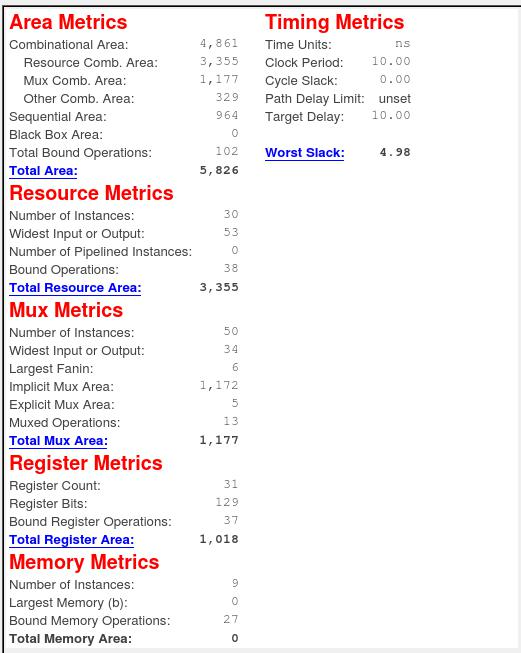 Area Metrics
Combinational Area: 4,861
Resource Comb. Area: 3,355
Mux Comb. Area: 1,177
Other Comb. Area: 329
Sequential Area: 964
Black Box Area: 0
Total Bound Operations: 102
Total Area: 5,826
Resource Metrics
Number of Instances: 30
Widest Input or Output: 53
Number of Pipelined Instances: 0
Bound Operations: 38
Total Resource Area: 3,355
Mux Metrics
Number of Instances: 50
Widest Input or Output: 34
Largest Fanin: 6
Implicit Mux Area: 1,172
Explicit Mux Area: 5
Muxed Operations: 13
Total Mux Area: 1,177
Register Metrics
Register Count: 31
Register Bits: 129
Bound Register Operations: 37
Total Register Area: 1,018
Memory Metrics
Number of Instances: 9
Largest Memory (b): 0
Bound Memory Operations: 27
Total Memory Area: 0
Timing Metrics
Time Units: ns
Clock Period: 10.00
Cycle Slack: 0.00
Path Delay Limit: unset
Target Delay: 10.00
Worst Slack: 4.98